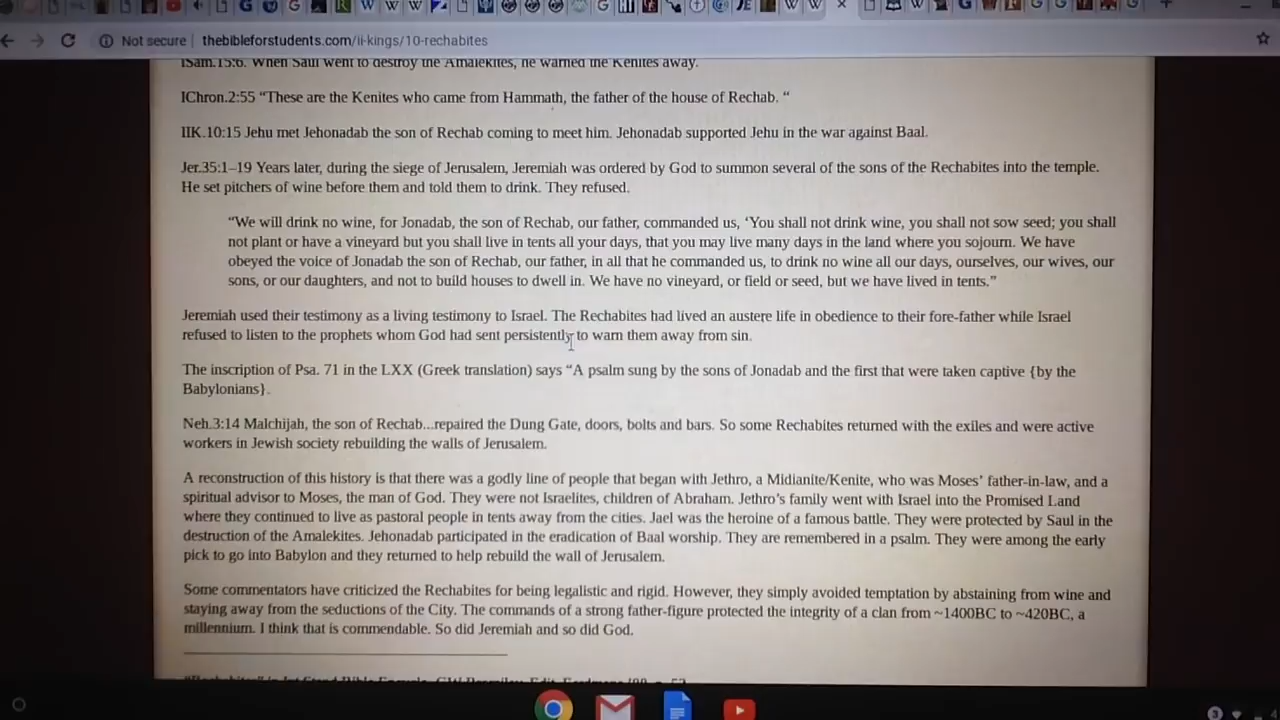 Not secure
thebibleforstudents.com/ii-kings/10-rechabites
ISam.15:6. When Saul went to destroy the Amalekites, he warned the Kenites away.
IChron.2:55 “These are the Kenites who came from Hammath, the father of the house of Rechab. “
IIK.10:15 Jehu met Jehonadab the son of Rechab coming to meet him. Jehonadab supported Jehu in the war against Baal.
Jer.35:1–19 Years later, during the siege of Jerusalem, Jeremiah was ordered by God to summon several of the sons of the Rechabites into the temple.
He set pitchers of wine before them and told them to drink. They refused.
“We will drink no wine, for Jonadab, the son of Rechab, our father, commanded us, ‘You shall not drink wine, you shall not sow seed; you shall
not plant or have a vineyard but you shall live in tents all your days, that you may live many days in the land where you sojourn. We have
obeyed the voice of Jonadab the son of Rechab, our father, in all that he commanded us, to drink no wine all our days, ourselves, our wives, our
sons, or our daughters, and not to build houses to dwell in. We have no vineyard, or field or seed, but we have lived in tents.”
Jeremiah used their testimony as a living testimony to Israel. The Rechabites had lived an austere life in obedience to their fore-father while Israel
refused to listen to the prophets whom God had sent persistently to warn them away from sin.
The inscription of Psa. 71 in the LXX (Greek translation) says “A psalm sung by the sons of Jonadab and the first that were taken captive {by the
Babylonians}.
Neh.3:14 Malchijah, the son of Rechab...repaired the Dung Gate, doors, bolts and bars. So some Rechabites returned with the exiles and were active
workers in Jewish society rebuilding the walls of Jerusalem.
A reconstruction of this history is that there was a godly line of people that began with Jethro, a Midianite/Kenite, who was Moses’ father-in-law, and a
spiritual advisor to Moses, the man of God. They were not Israelites, children of Abraham. Jethro’s family went with Israel into the Promised Land
where they continued to live as pastoral people in tents away from the cities. Jael was the heroine of a famous battle. They were protected by Saul in the
destruction of the Amalekites. Jehonadab participated in the eradication of Baal worship. They are remembered in a psalm. They were among the early
pick to go into Babylon and they returned to help rebuild the wall of Jerusalem.
Some commentators have criticized the Rechabites for being legalistic and rigid. However, they simply avoided temptation by abstaining from wine and
staying away from the seductions of the City. The commands of a strong father-figure protected the integrity of a clan from ~1400BC to ~420BC, a
millennium. I think that is commendable. So did Jeremiah and so did God.